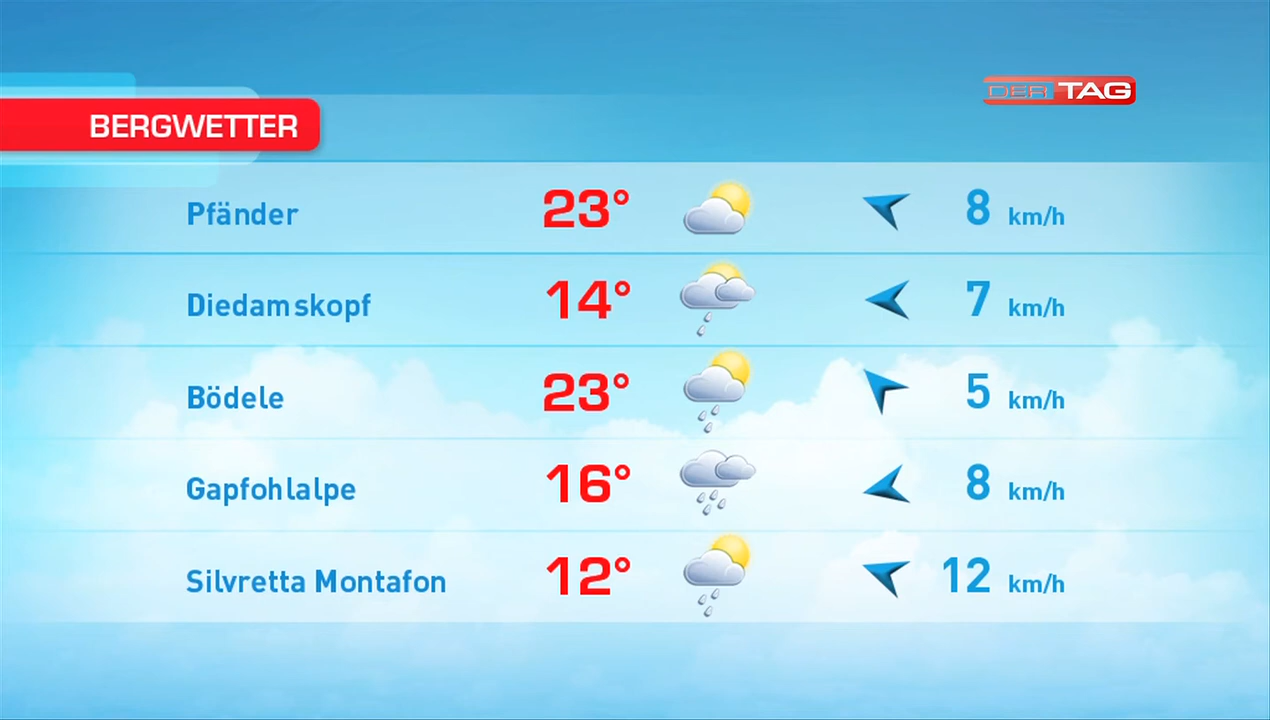 DER TAG
BERGWETTER
Pfänder 23° 8 km/h
Diedamskopf 14° 7 km/h
Bödele 23° 5 km/h
Gapfohlalpe 16° 8 km/h
Silvretta Montafon 12° 12 km/h